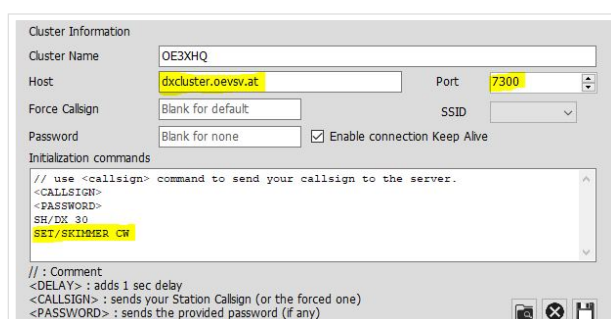 Cluster Information
Cluster Name OE3XHQ
Host dxcluster.oevsv.at Port 7300
Force Callsign Blank for default SSID
Password Blank for none Enable connection Keep Alive
Initialization commands
// use <callsign> command to send your callsign to the server.
<CALLSIGN>
<PASSWORD>
SH/DX 30
SET/SKIMMER CW
// : Comment
<DELAY> : adds 1 sec delay
<CALLSIGN> : sends your Station Callsign (or the forced one)
<PASSWORD> : sends the provided password (if any)